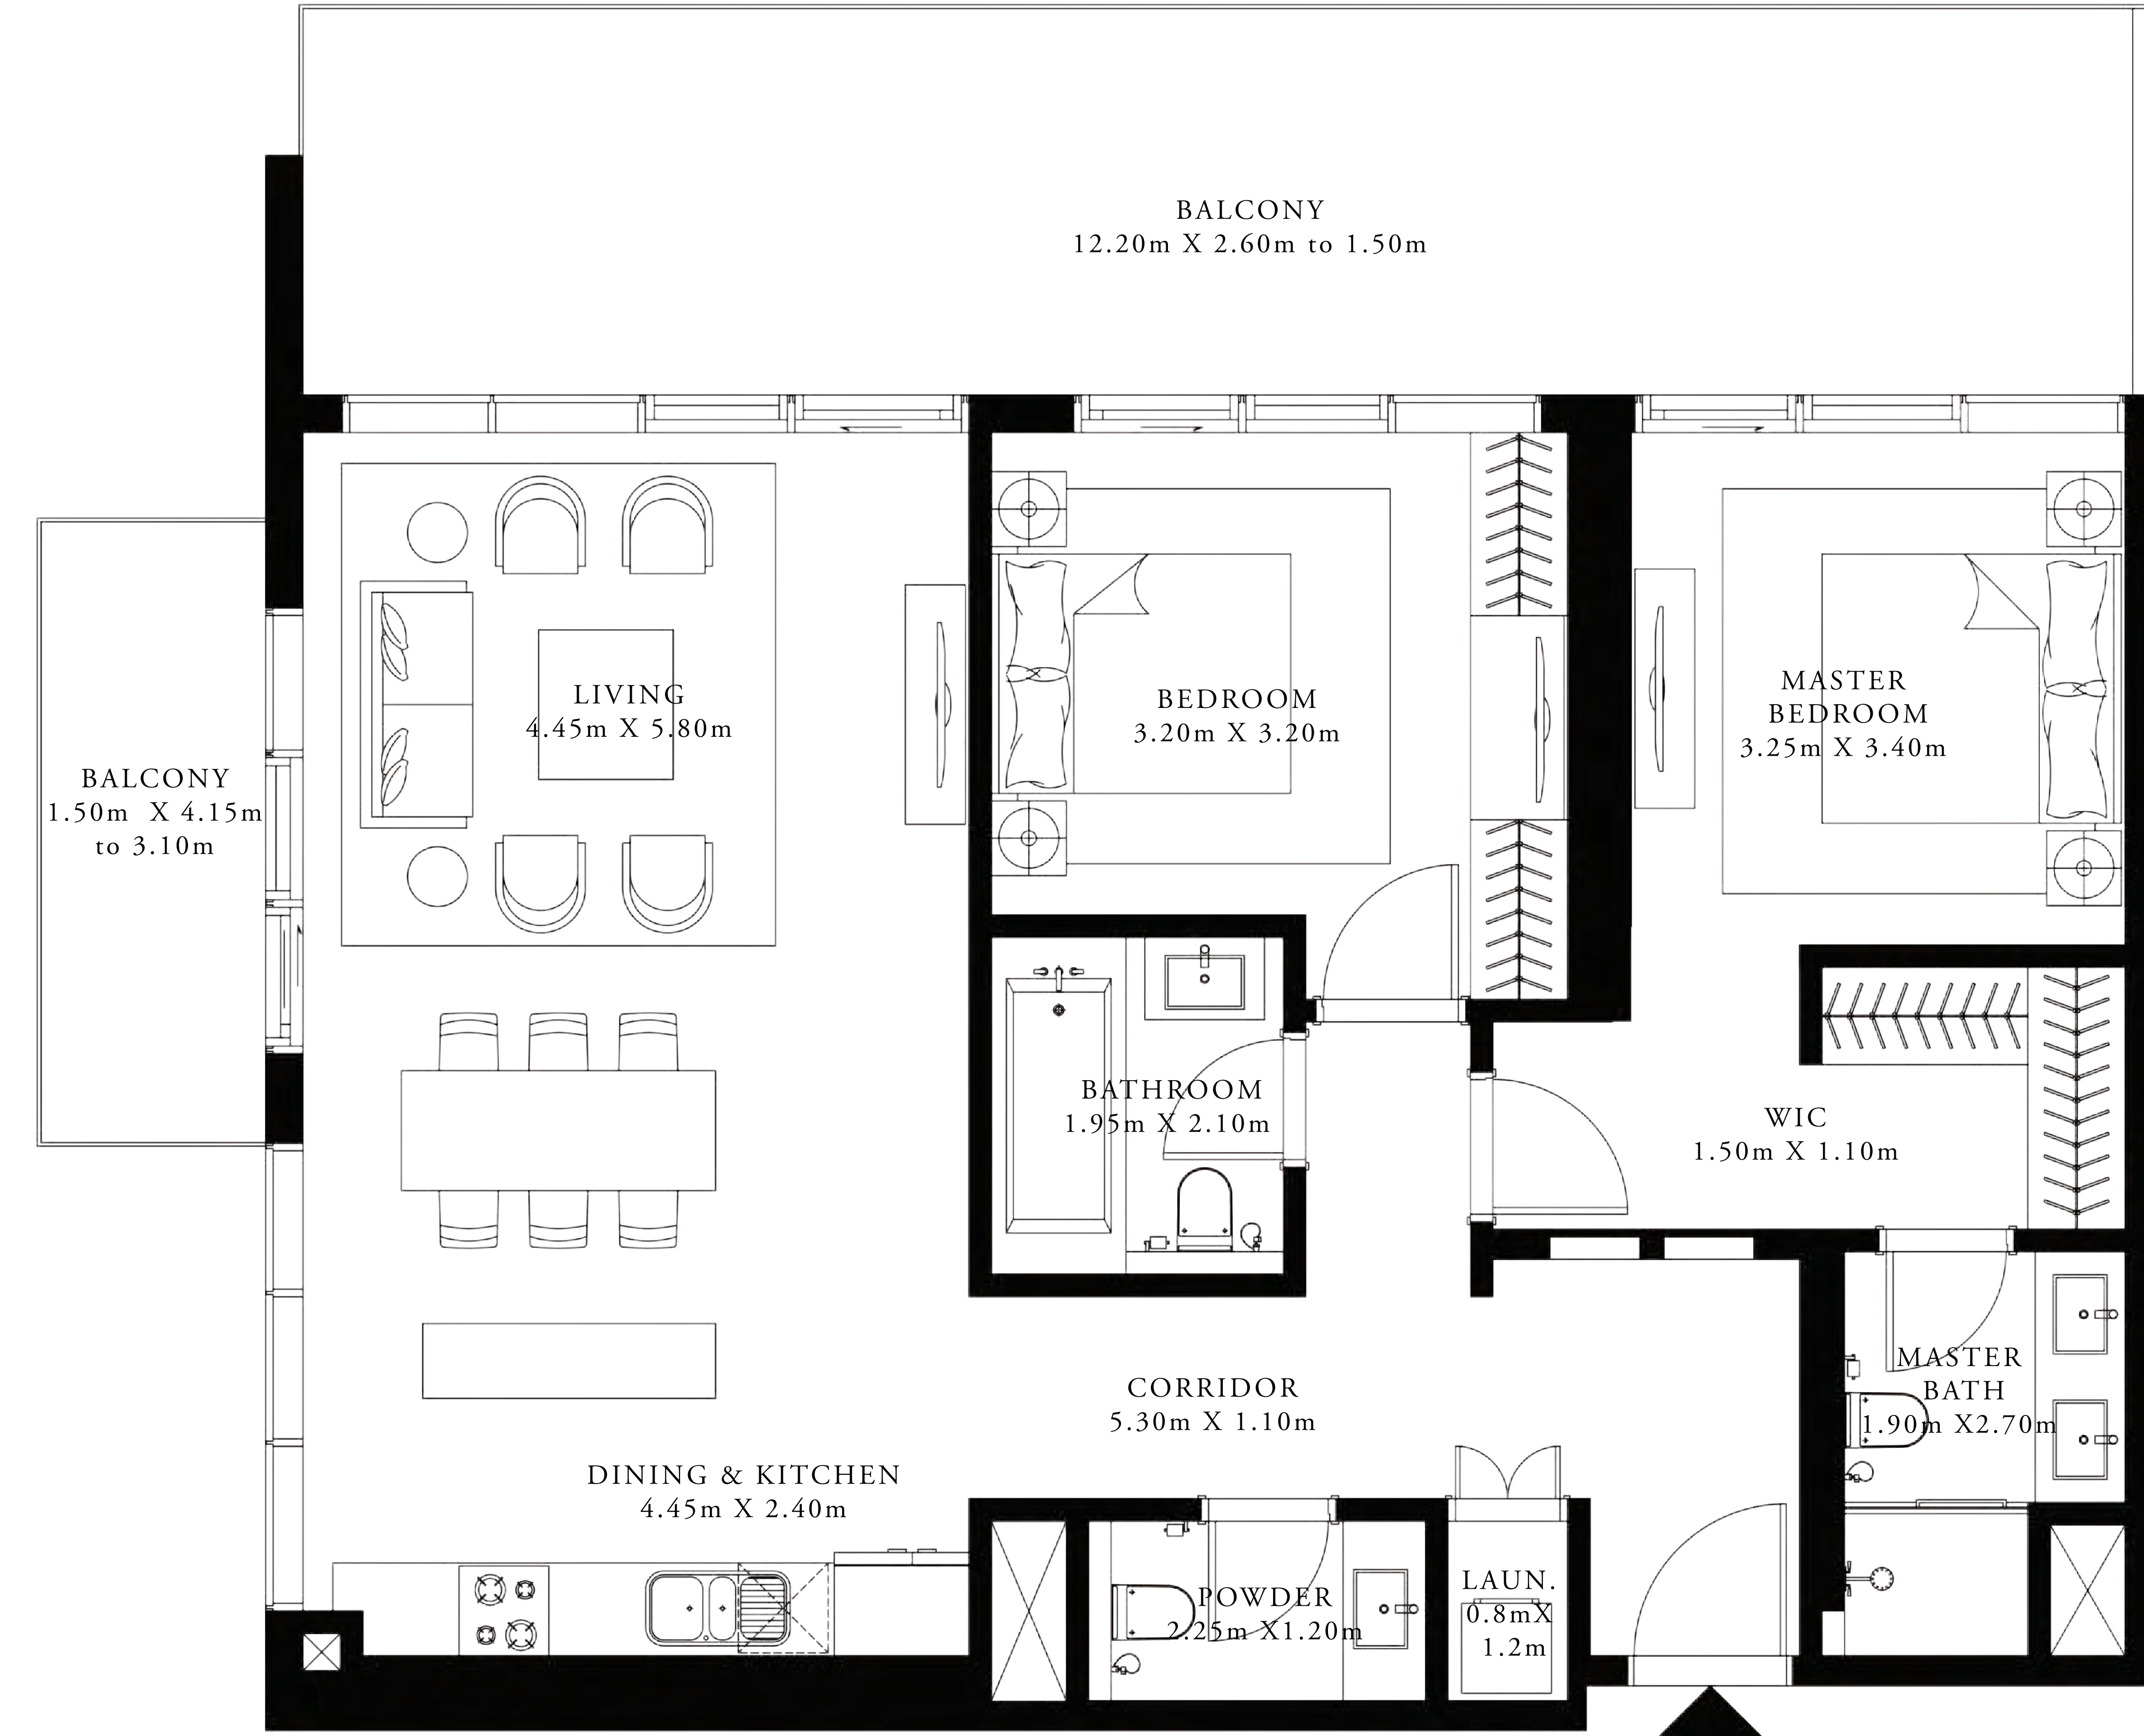 BALCONY
12.20m X 2.60m to 1.50m
LIVING
4.45m X 5.80m
BEDROOM
3.20m X 3.20m
MASTER
BEDROOM
3.25m X 3.40m
BALCONY
1.50m X 4.15m
to 3.10m
BATHROOM
1.95m X 2.10m
WIC
1.50m X 1.10m
MASTER
BATH
1.90m X2.70m
CORRIDOR
5.30m X 1.10m
DINING & KITCHEN
4.45m X 2.40m
POWDER
2.25m X1.20m
LAUN.
0.8mX
1.2m